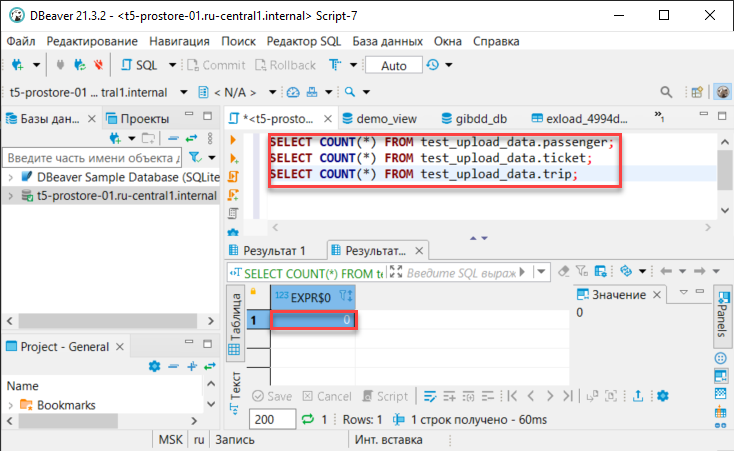 DBeaver 21.3.2 - <t5-prostore-01.ru-central1.internal> Script-7
Файл Редактирование Навигация Поиск Редактор SQL База данных Окна Справка
SQL Commit Rollback Auto
t5-prostore-01 ... tral1.internal < N/A >
Базы дан... Проекты
Введите часть имени объекта д
DBeaver Sample Database (SQLite
t5-prostore-01.ru-central1.internal
*<t5-prosto... demo_view gibdd_db exload_4994d... »1
SELECT COUNT(*) FROM test_upload_data.passenger;
SELECT COUNT(*) FROM test_upload_data.ticket;
SELECT COUNT(*) FROM test_upload_data.trip;
Результат 1 Результат...
SELECT COUNT(*) FROM te Введите SQL выраж
Таблица
Текст
123 EXPR$0
1 0
Значение
0
Panels
Project - General
Name
Bookmarks
Save Cancel Script
200 1 Rows: 1 1 строк получено - 60ms
MSK ru Запись Инт. вставка